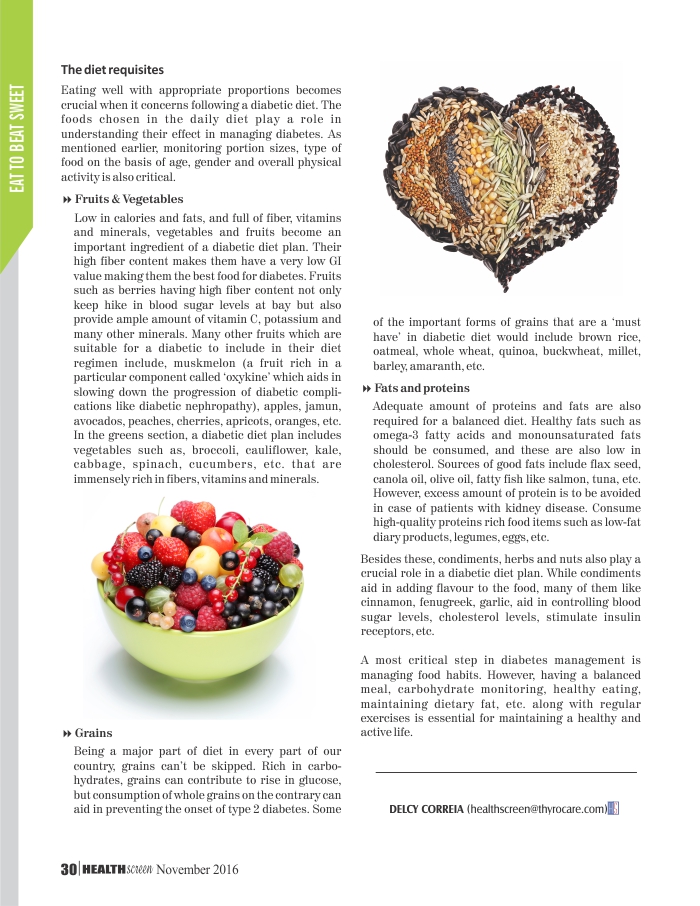 EAT TO BEAT SWEET
The diet requisites
Eating well with appropriate proportions becomes
crucial when it concerns following a diabetic diet. The
foods chosen in the daily diet play a role in
understanding their effect in managing diabetes. As
mentioned earlier, monitoring portion sizes, type of
food on the basis of age, gender and overall physical
activity is also critical.
Fruits & Vegetables
Low in calories and fats, and full of fiber, vitamins
and minerals, vegetables and fruits become an
important ingredient of a diabetic diet plan. Their
high fiber content makes them have a very low GI
value making them the best food for diabetes. Fruits
such as berries having high fiber content not only
keep hike in blood sugar levels at bay but also
provide ample amount of vitamin C, potassium and
many other minerals. Many other fruits which are
suitable for a diabetic to include in their diet
regimen include, muskmelon (a fruit rich in a
particular component called ‘oxykine’ which aids in
slowing down the progression of diabetic compli-
cations like diabetic nephropathy), apples, jamun,
avocados, peaches, cherries, apricots, oranges, etc.
In the greens section, a diabetic diet plan includes
vegetables such as, broccoli, cauliflower, kale,
cabbage, spinach, cucumbers, etc. that are
immensely rich in fibers, vitamins and minerals.
Grains
Being a major part of diet in every part of our
country, grains can’t be skipped. Rich in carbo-
hydrates, grains can contribute to rise in glucose,
but consumption of whole grains on the contrary can
aid in preventing the onset of type 2 diabetes. Some
of the important forms of grains that are a ‘must
have’ in diabetic diet would include brown rice,
oatmeal, whole wheat, quinoa, buckwheat, millet,
barley, amaranth, etc.
Fats and proteins
Adequate amount of proteins and fats are also
required for a balanced diet. Healthy fats such as
omega-3 fatty acids and monounsaturated fats
should be consumed, and these are also low in
cholesterol. Sources of good fats include flax seed,
canola oil, olive oil, fatty fish like salmon, tuna, etc.
However, excess amount of protein is to be avoided
in case of patients with kidney disease. Consume
high-quality proteins rich food items such as low-fat
diary products, legumes, eggs, etc.
Besides these, condiments, herbs and nuts also play a
crucial role in a diabetic diet plan. While condiments
aid in adding flavour to the food, many of them like
cinnamon, fenugreek, garlic, aid in controlling blood
sugar levels, cholesterol levels, stimulate insulin
receptors, etc.
A most critical step in diabetes management is
managing food habits. However, having a balanced
meal, carbohydrate monitoring, healthy eating,
maintaining dietary fat, etc. along with regular
exercises is essential for maintaining a healthy and
active life.
DELCY CORREIA (healthscreen@thyrocare.com)
30 HEALTHscreen November 2016